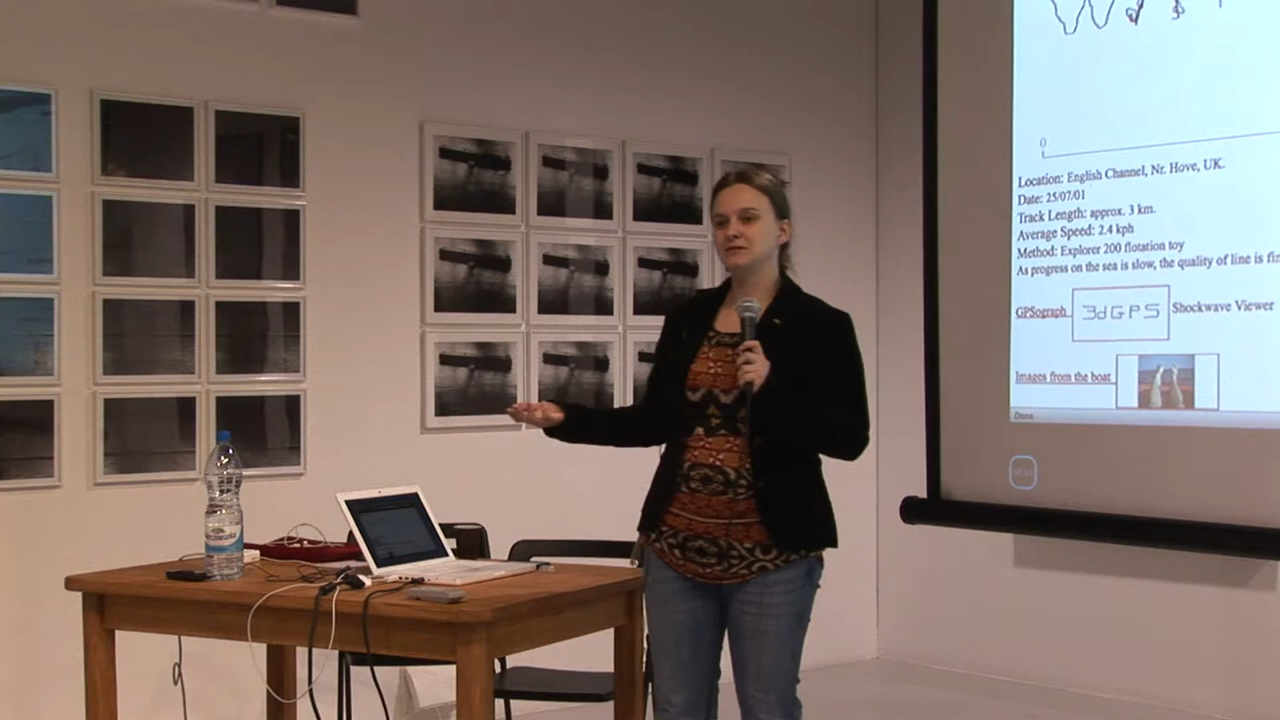 0
Location: English Channel, Nr. Hove, UK.
Date: 25/07/01
Track Length: approx. 3 km.
Average Speed: 2.4 kph
Method: Explorer 200 flotation toy
As progress on the sea is slow, the quality of line is
GPSograph 3dGPS Shockwave Viewer
Images from the boat
Done